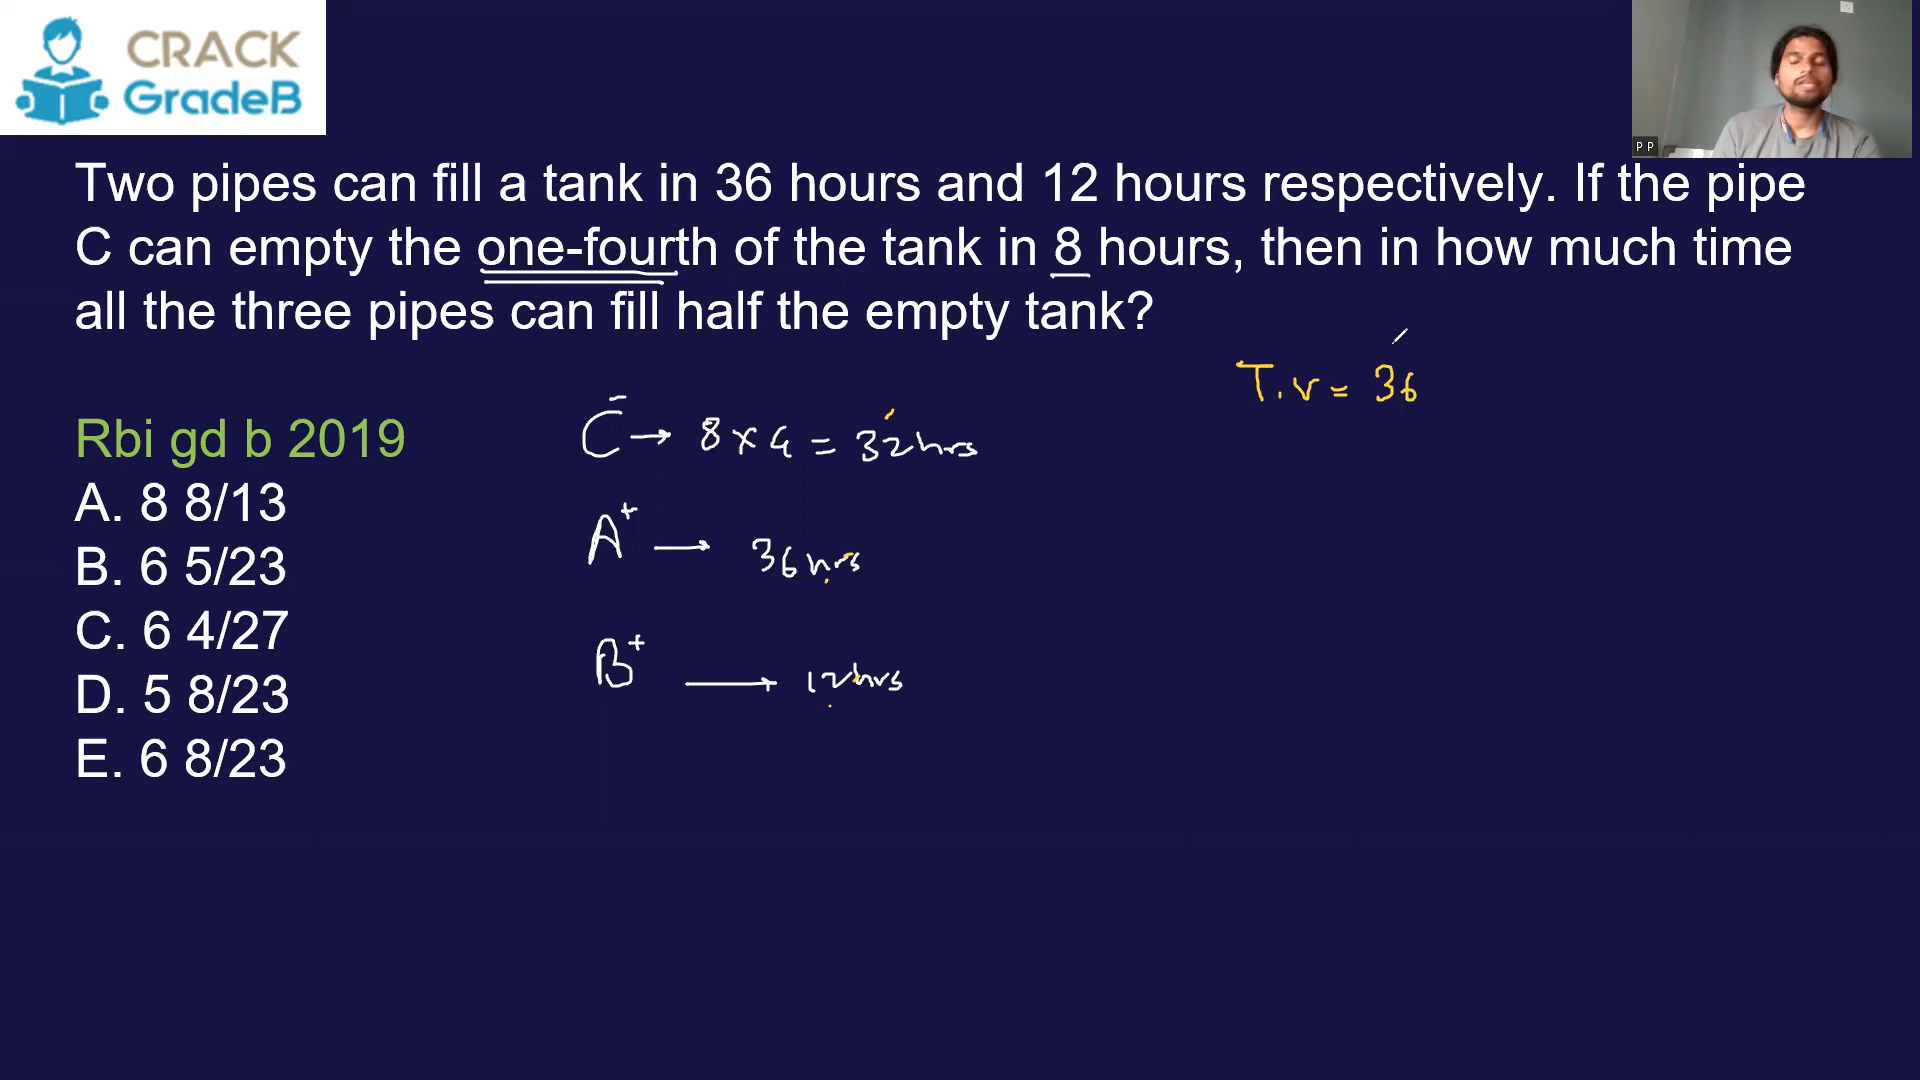 CRACK
GradeB
P P
Two pipes can fill a tank in 36 hours and 12 hours respectively. If the pipe
C can empty the one-fourth of the tank in 8 hours, then in how much time
all the three pipes can fill half the empty tank?
T.V = 36
Rbi gd b 2019
C⁻ → 8 × 4 = 32hrs
A. 8 8/13
A⁺ → 36hrs
B. 6 5/23
C. 6 4/27
B⁺ → 12hrs
D. 5 8/23
E. 6 8/23